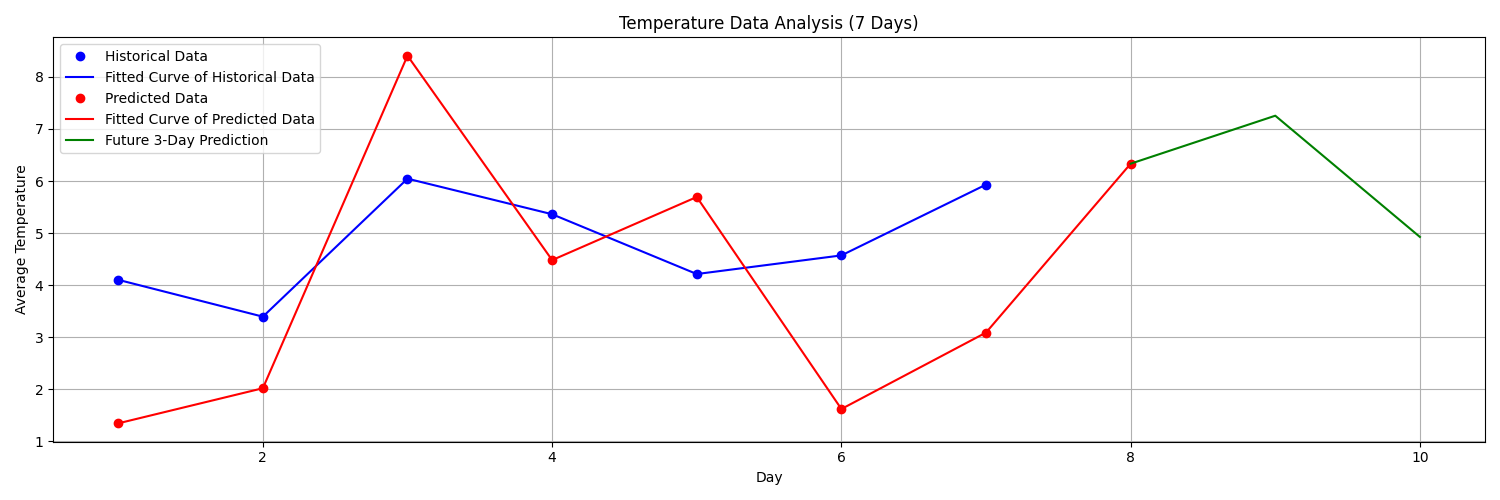 Temperature Data Analysis (7 Days)
Historical Data
Fitted Curve of Historical Data
Predicted Data
Fitted Curve of Predicted Data
Future 3-Day Prediction
Average Temperature
8
7
6
5
4
3
2
1
2 4 6 8 10
Day